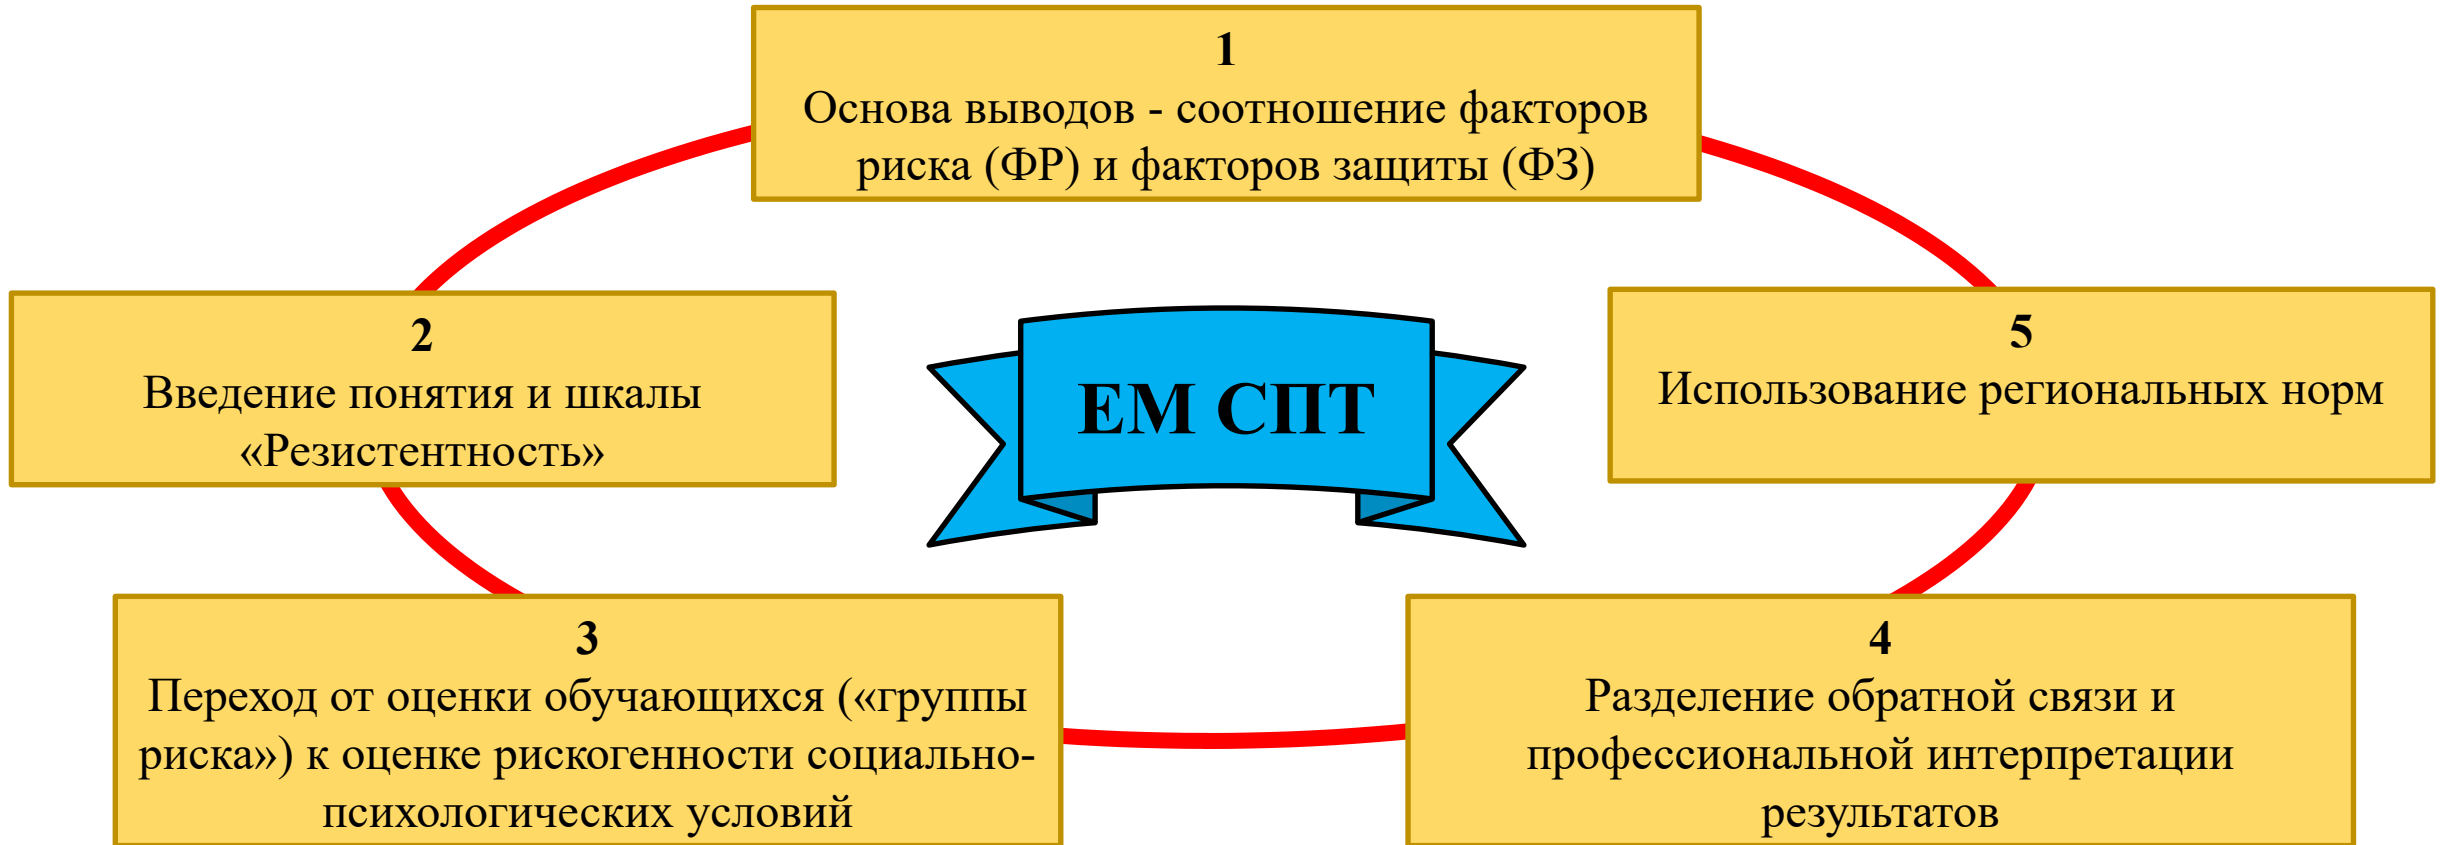 1
Основа выводов - соотношение факторов
риска (ФР) и факторов защиты (ФЗ)
2
Введение понятия и шкалы
«Резистентность»
ЕМ СПТ
5
Использование региональных норм
3
Переход от оценки обучающихся («группы
риска») к оценке рискогенности социально-
психологических условий
4
Разделение обратной связи и
профессиональной интерпретации
результатов